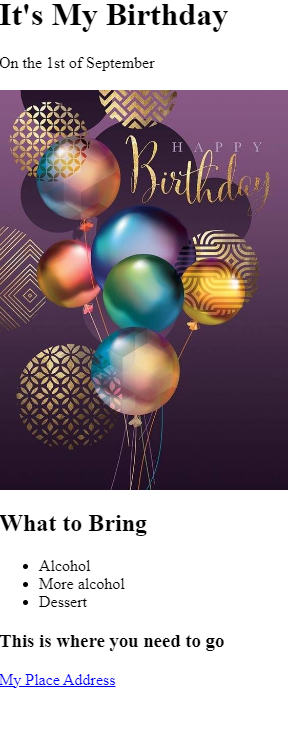 It's My Birthday
On the 1st of September
HAPPY
Birthday
What to Bring
Alcohol
More alcohol
Dessert
This is where you need to go
My Place Address